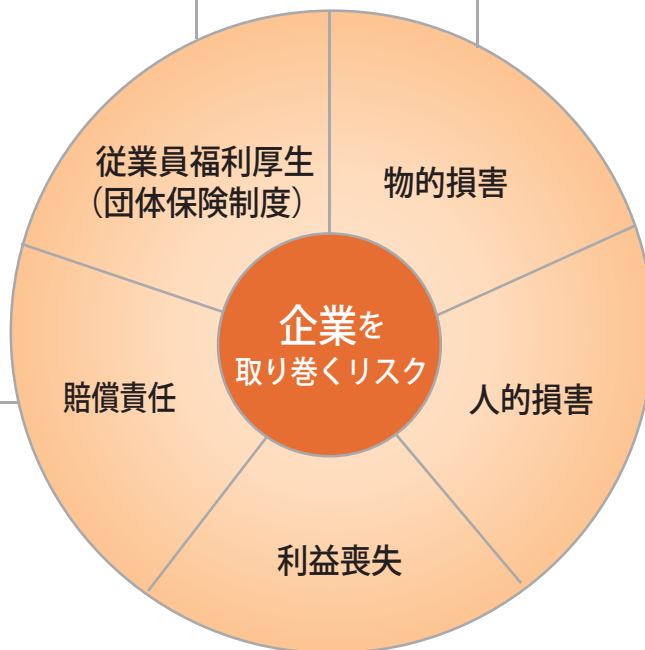 従業員福利厚生
（団体保険制度）
物的損害
企業を
取り巻くリスク
賠償責任
人的損害
利益喪失